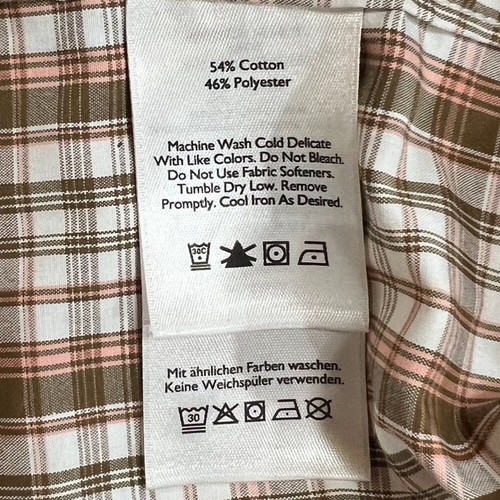 54% Cotton
46% Polyester
Machine Wash Cold Delicate
With Like Colors. Do Not Bleach.
Do Not Use Fabric Softeners.
Tumble Dry Low. Remove
Promptly. Cool Iron As Desired.
30C
Mit ähnlichen Farben waschen.
Keine Weichspüler verwenden.
30